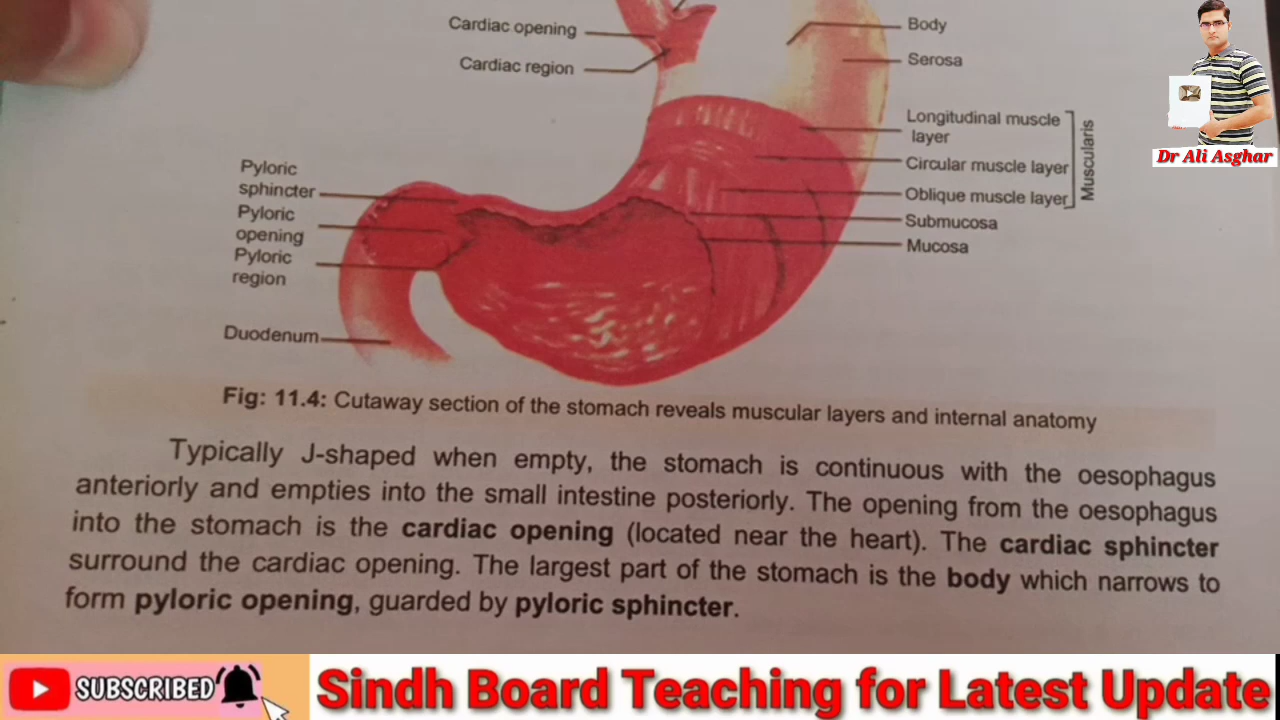 Cardiac opening
Cardiac region
Body
Serosa
Longitudinal muscle
layer
Circular muscle layer
Oblique muscle layer
Muscularis
Submucosa
Mucosa
Pyloric
sphincter
Pyloric
opening
Pyloric
region
Duodenum
Dr Ali Asghar
Fig: 11.4: Cutaway section of the stomach reveals muscular layers and internal anatomy
Typically J-shaped when empty, the stomach is continuous with the oesophagus
anteriorly and empties into the small intestine posteriorly. The opening from the oesophagus
into the stomach is the cardiac opening (located near the heart). The cardiac sphincter
surround the cardiac opening. The largest part of the stomach is the body which narrows to
form pyloric opening, guarded by pyloric sphincter.
SUBSCRIBED
Sindh Board Teaching for Latest Update